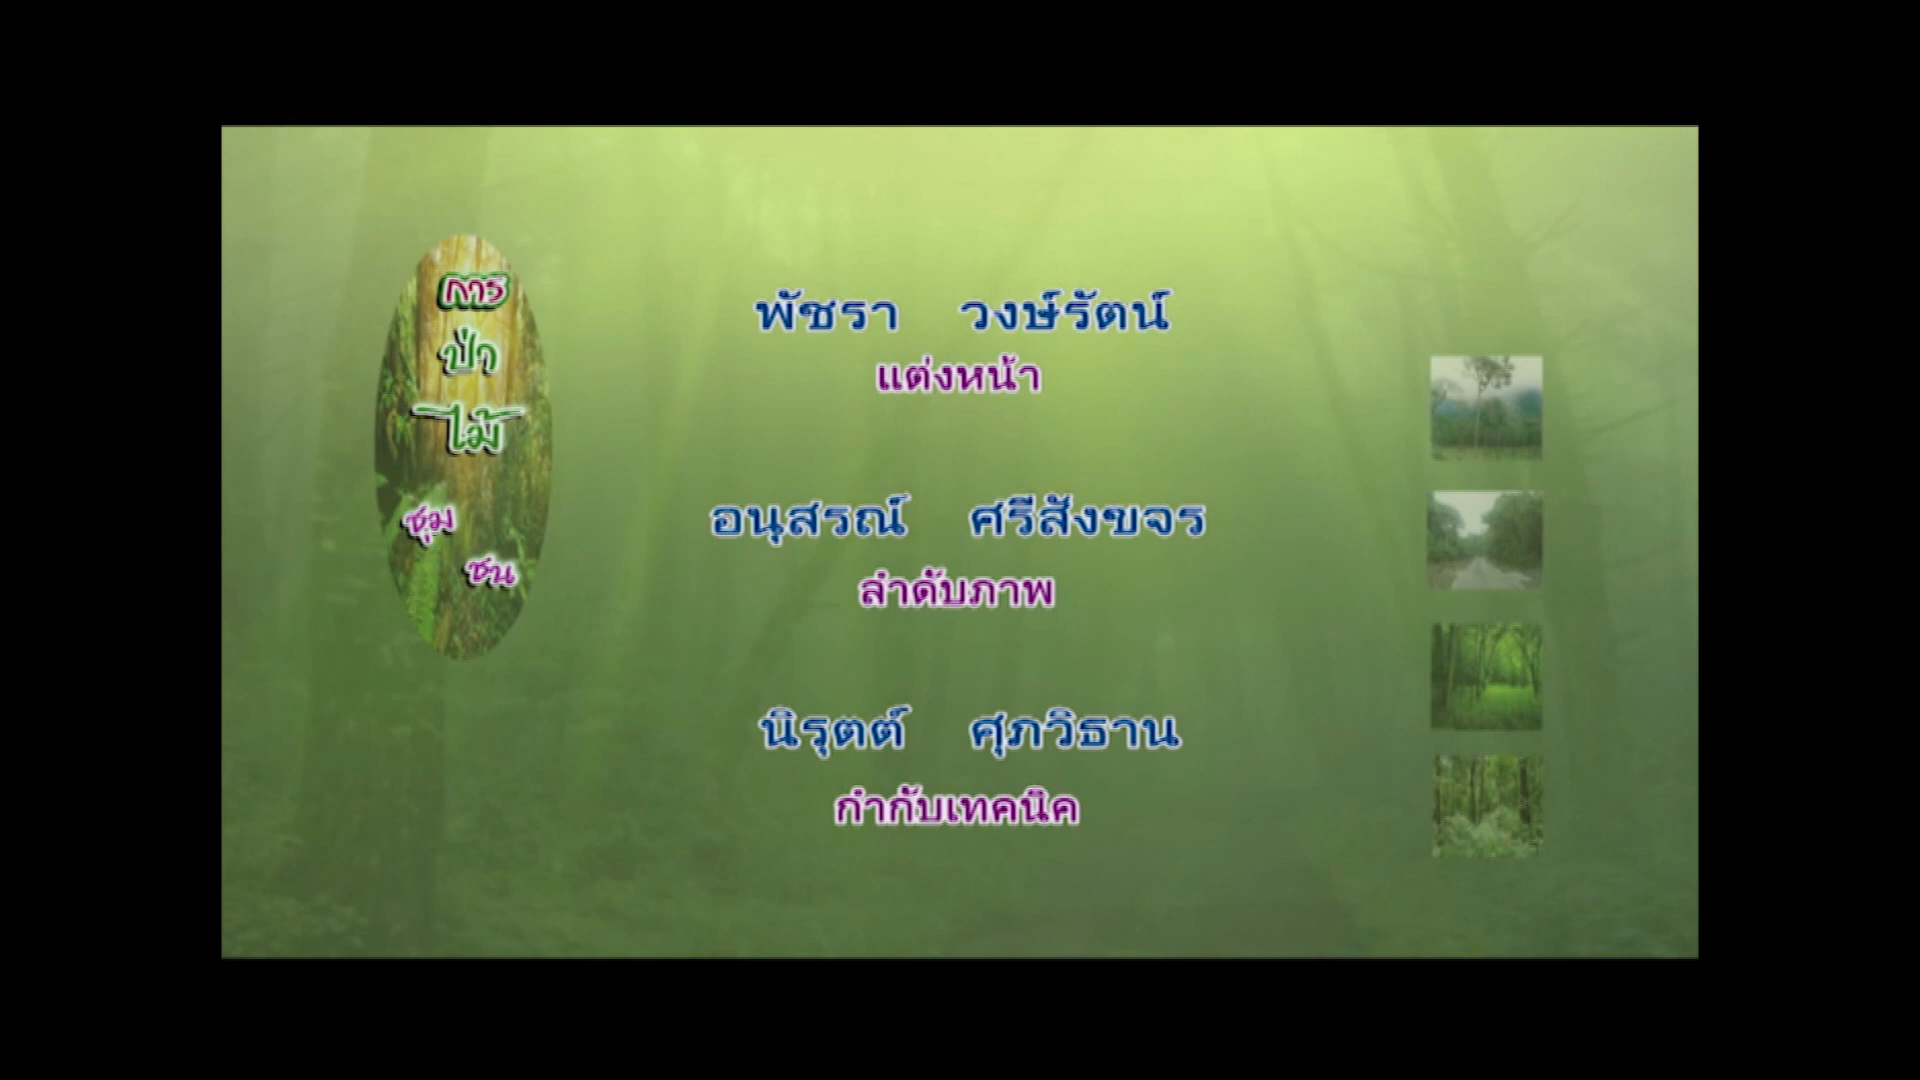 การ
ป่า
ไม้
ชุม
ชน
พัชรา วงษ์รัตน์
แต่งหน้า
อนุสรณ์ ศรีสังขจร
ลำดับภาพ
นิรุตต์ ศุภวิธาน
กำกับเทคนิค